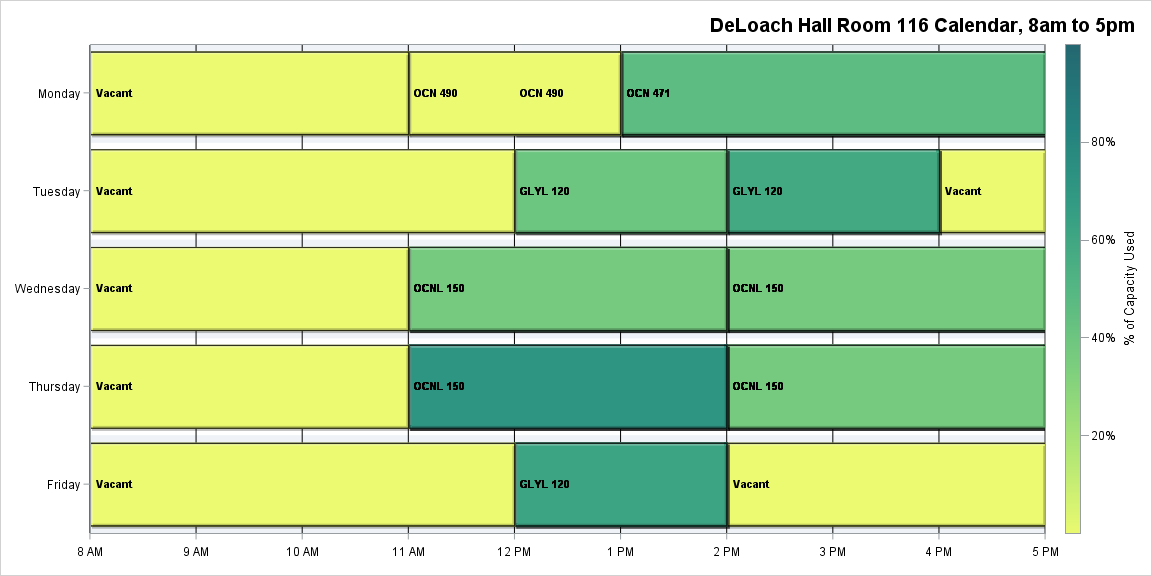 DeLoach Hall Room 116 Calendar, 8am to 5pm
Monday
Vacant
OCN 490
OCN 490
OCN 471
Tuesday
Vacant
GLYL 120
GLYL 120
Vacant
Wednesday
Vacant
OCNL 150
OCNL 150
Thursday
Vacant
OCNL 150
OCNL 150
Friday
Vacant
GLYL 120
Vacant
8 AM
9 AM
10 AM
11 AM
12 PM
1 PM
2 PM
3 PM
4 PM
5 PM
80%
60%
40%
20%
% of Capacity Used